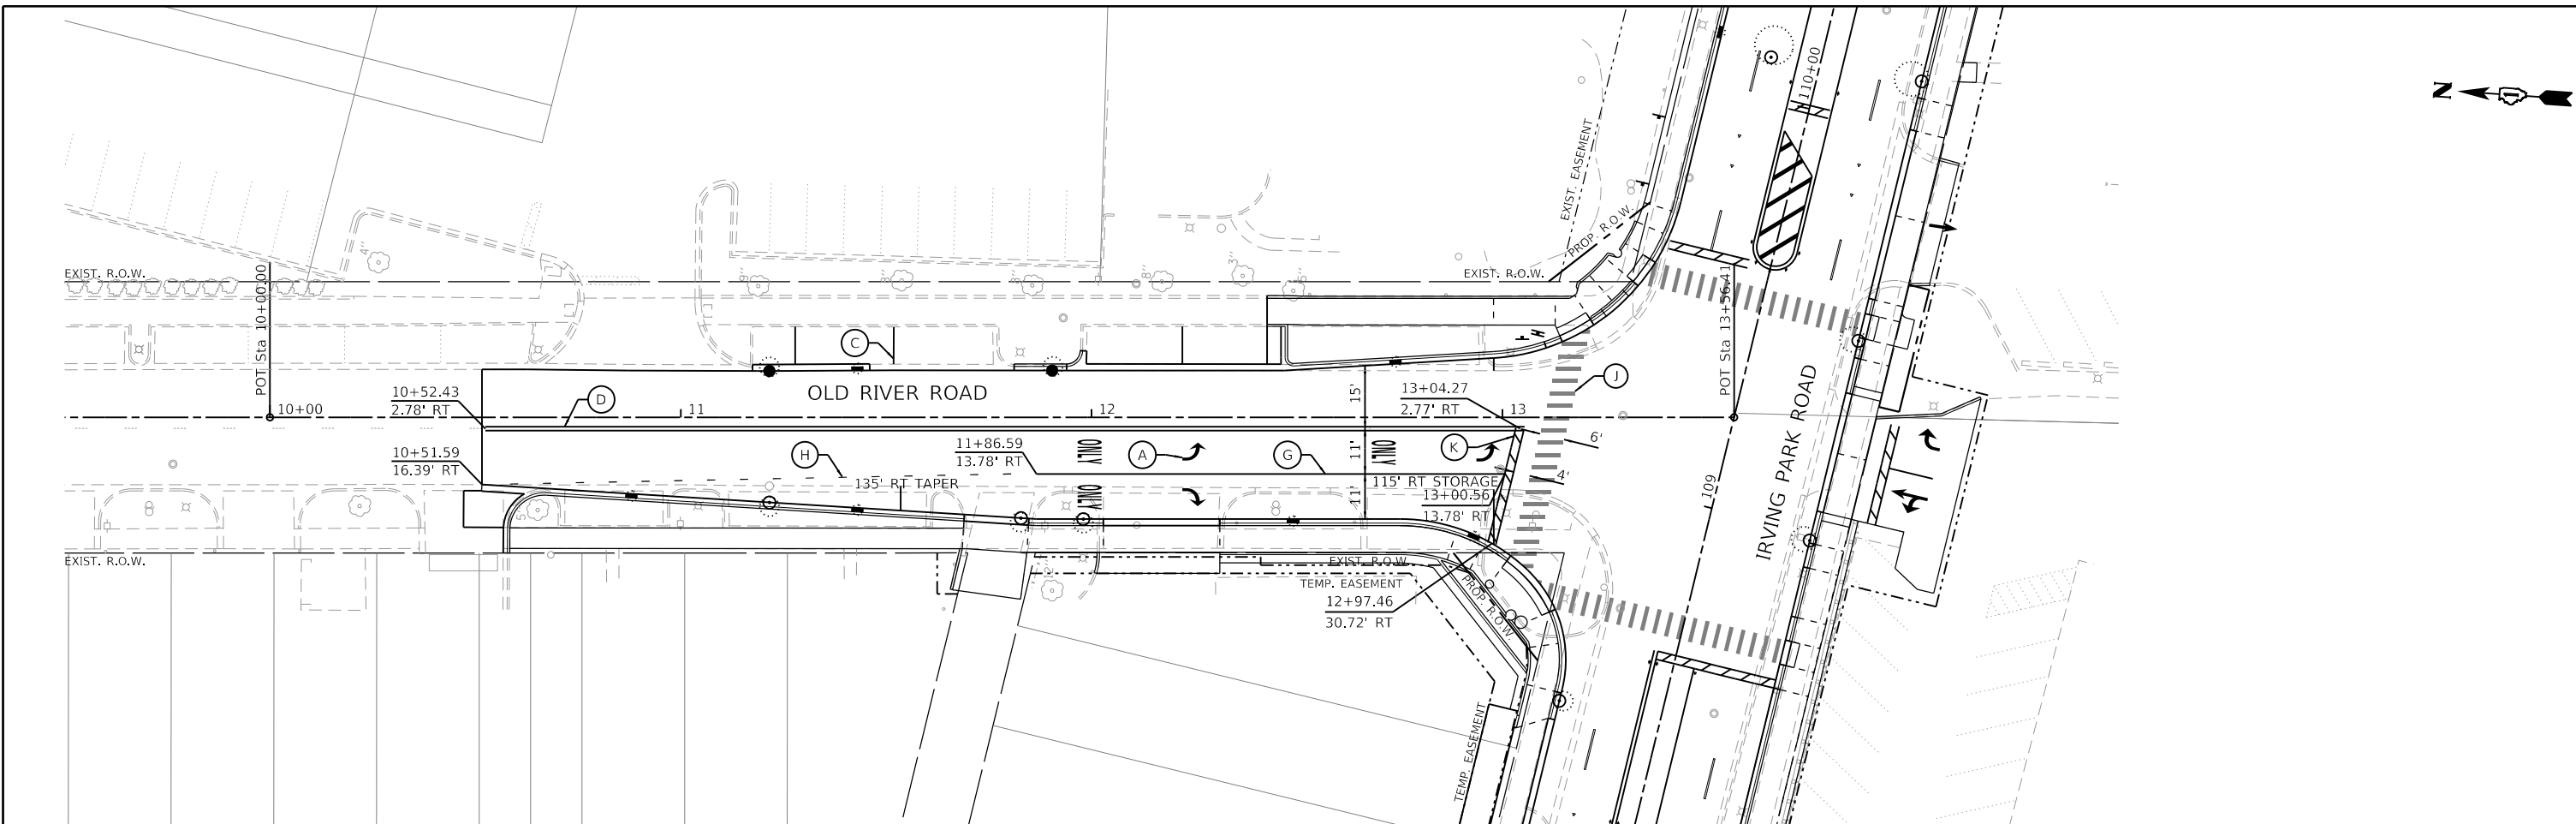 N
110+00
EXIST. EASEMENT
PROP. R.O.W.
EXIST. R.O.W.
EXIST. R.O.W.
POT Sta 10+00.00
POT Sta 13+56.41
C
J
10+52.43
2.78' RT
D
OLD RIVER ROAD
15'
13+04.27
2.77' RT
10+00
11
12
13
6'
10+51.59
16.39' RT
H
11+86.59
13.78' RT
ONLY
A
11'
G
ONLY
K
4'
135' RT TAPER
ONLY
11'
115' RT STORAGE
13+00.56
13.78' RT
109
IRVING PARK ROAD
EXIST. R.O.W.
EXIST. R.O.W.
TEMP. EASEMENT
PROP. R.O.W.
12+97.46
30.72' RT
TEMP. EASEMENT